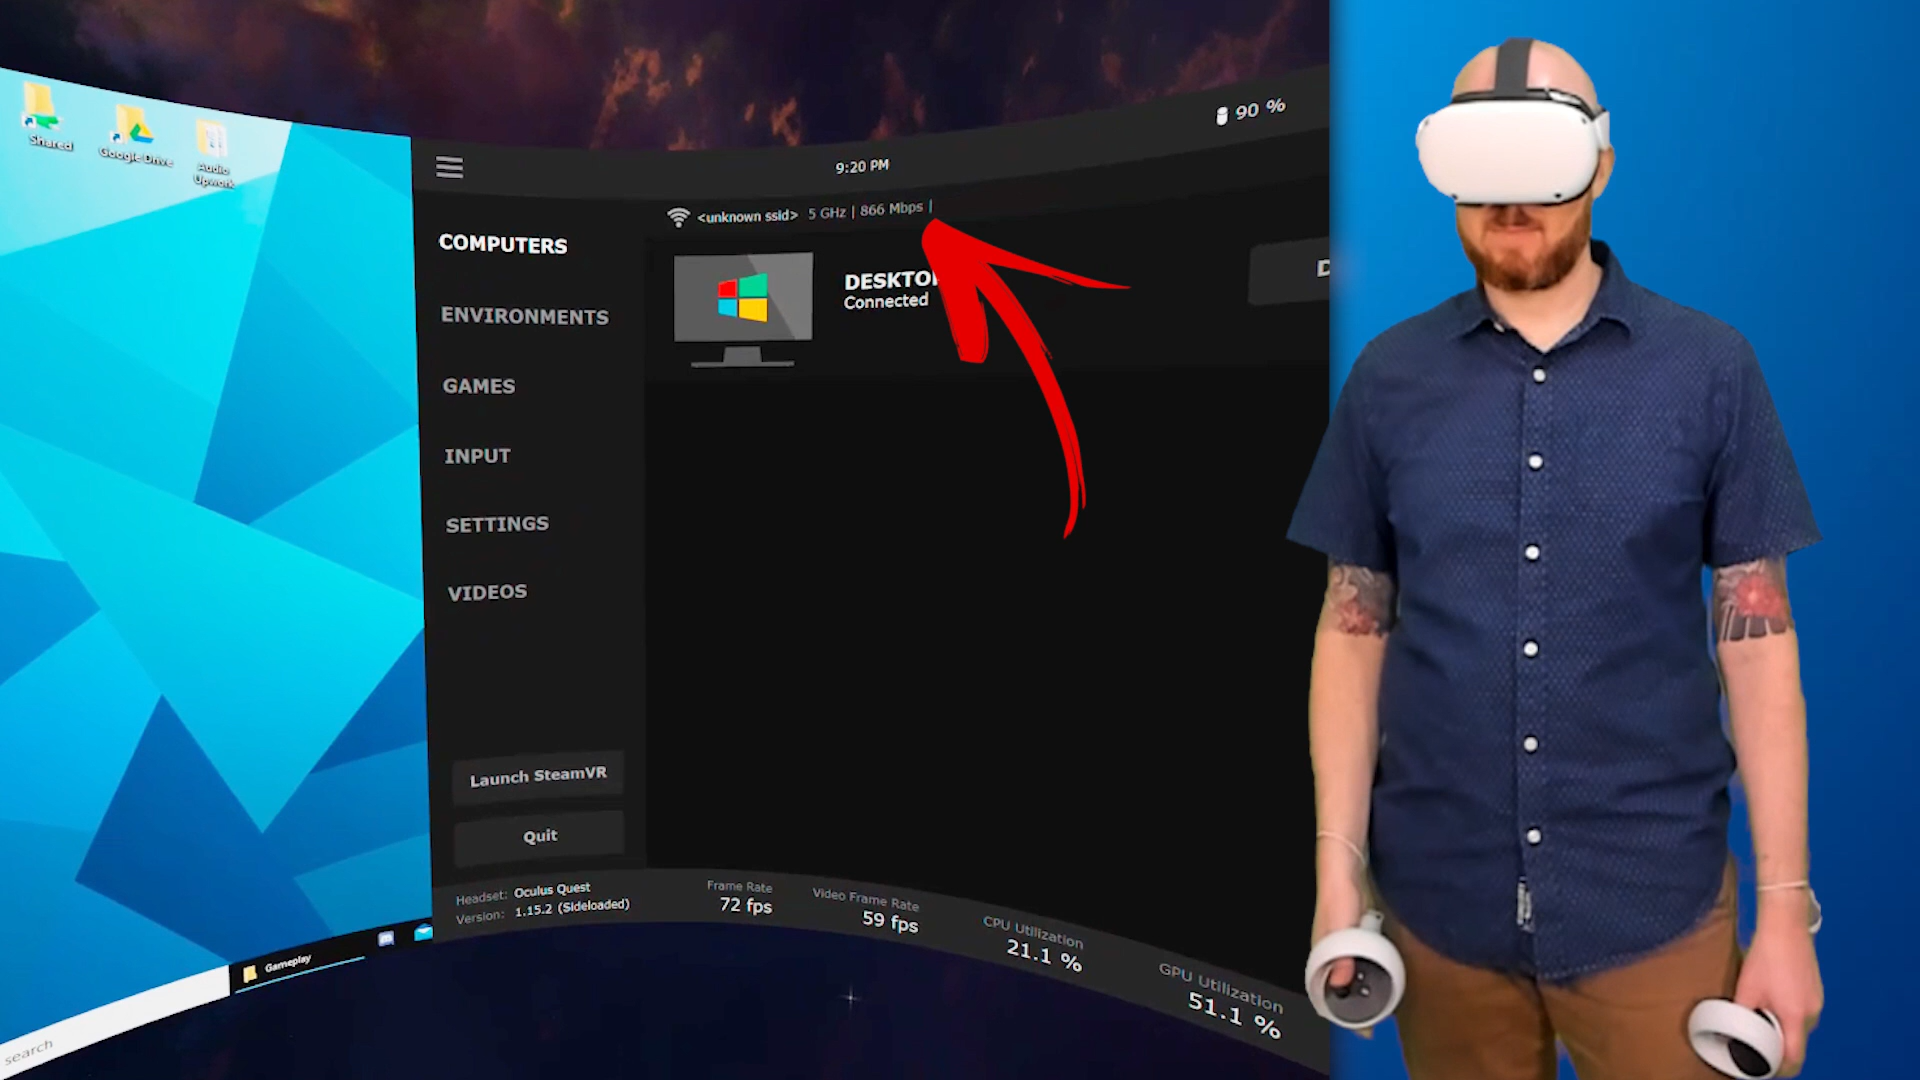 Shared
Google Drive
Audio
Upwork
90 %
9:20 PM
<unknown ssid> 5 GHz | 866 Mbps |
COMPUTERS
DESKTO
Connected
D
ENVIRONMENTS
GAMES
INPUT
SETTINGS
VIDEOS
Launch SteamVR
Quit
Headset: Oculus Quest
Version: 1.15.2 (Sideloaded)
Frame Rate
72 fps
Video Frame Rate
59 fps
CPU Utilization
21.1 %
GPU Utilization
51.1 %
Gameplay
search